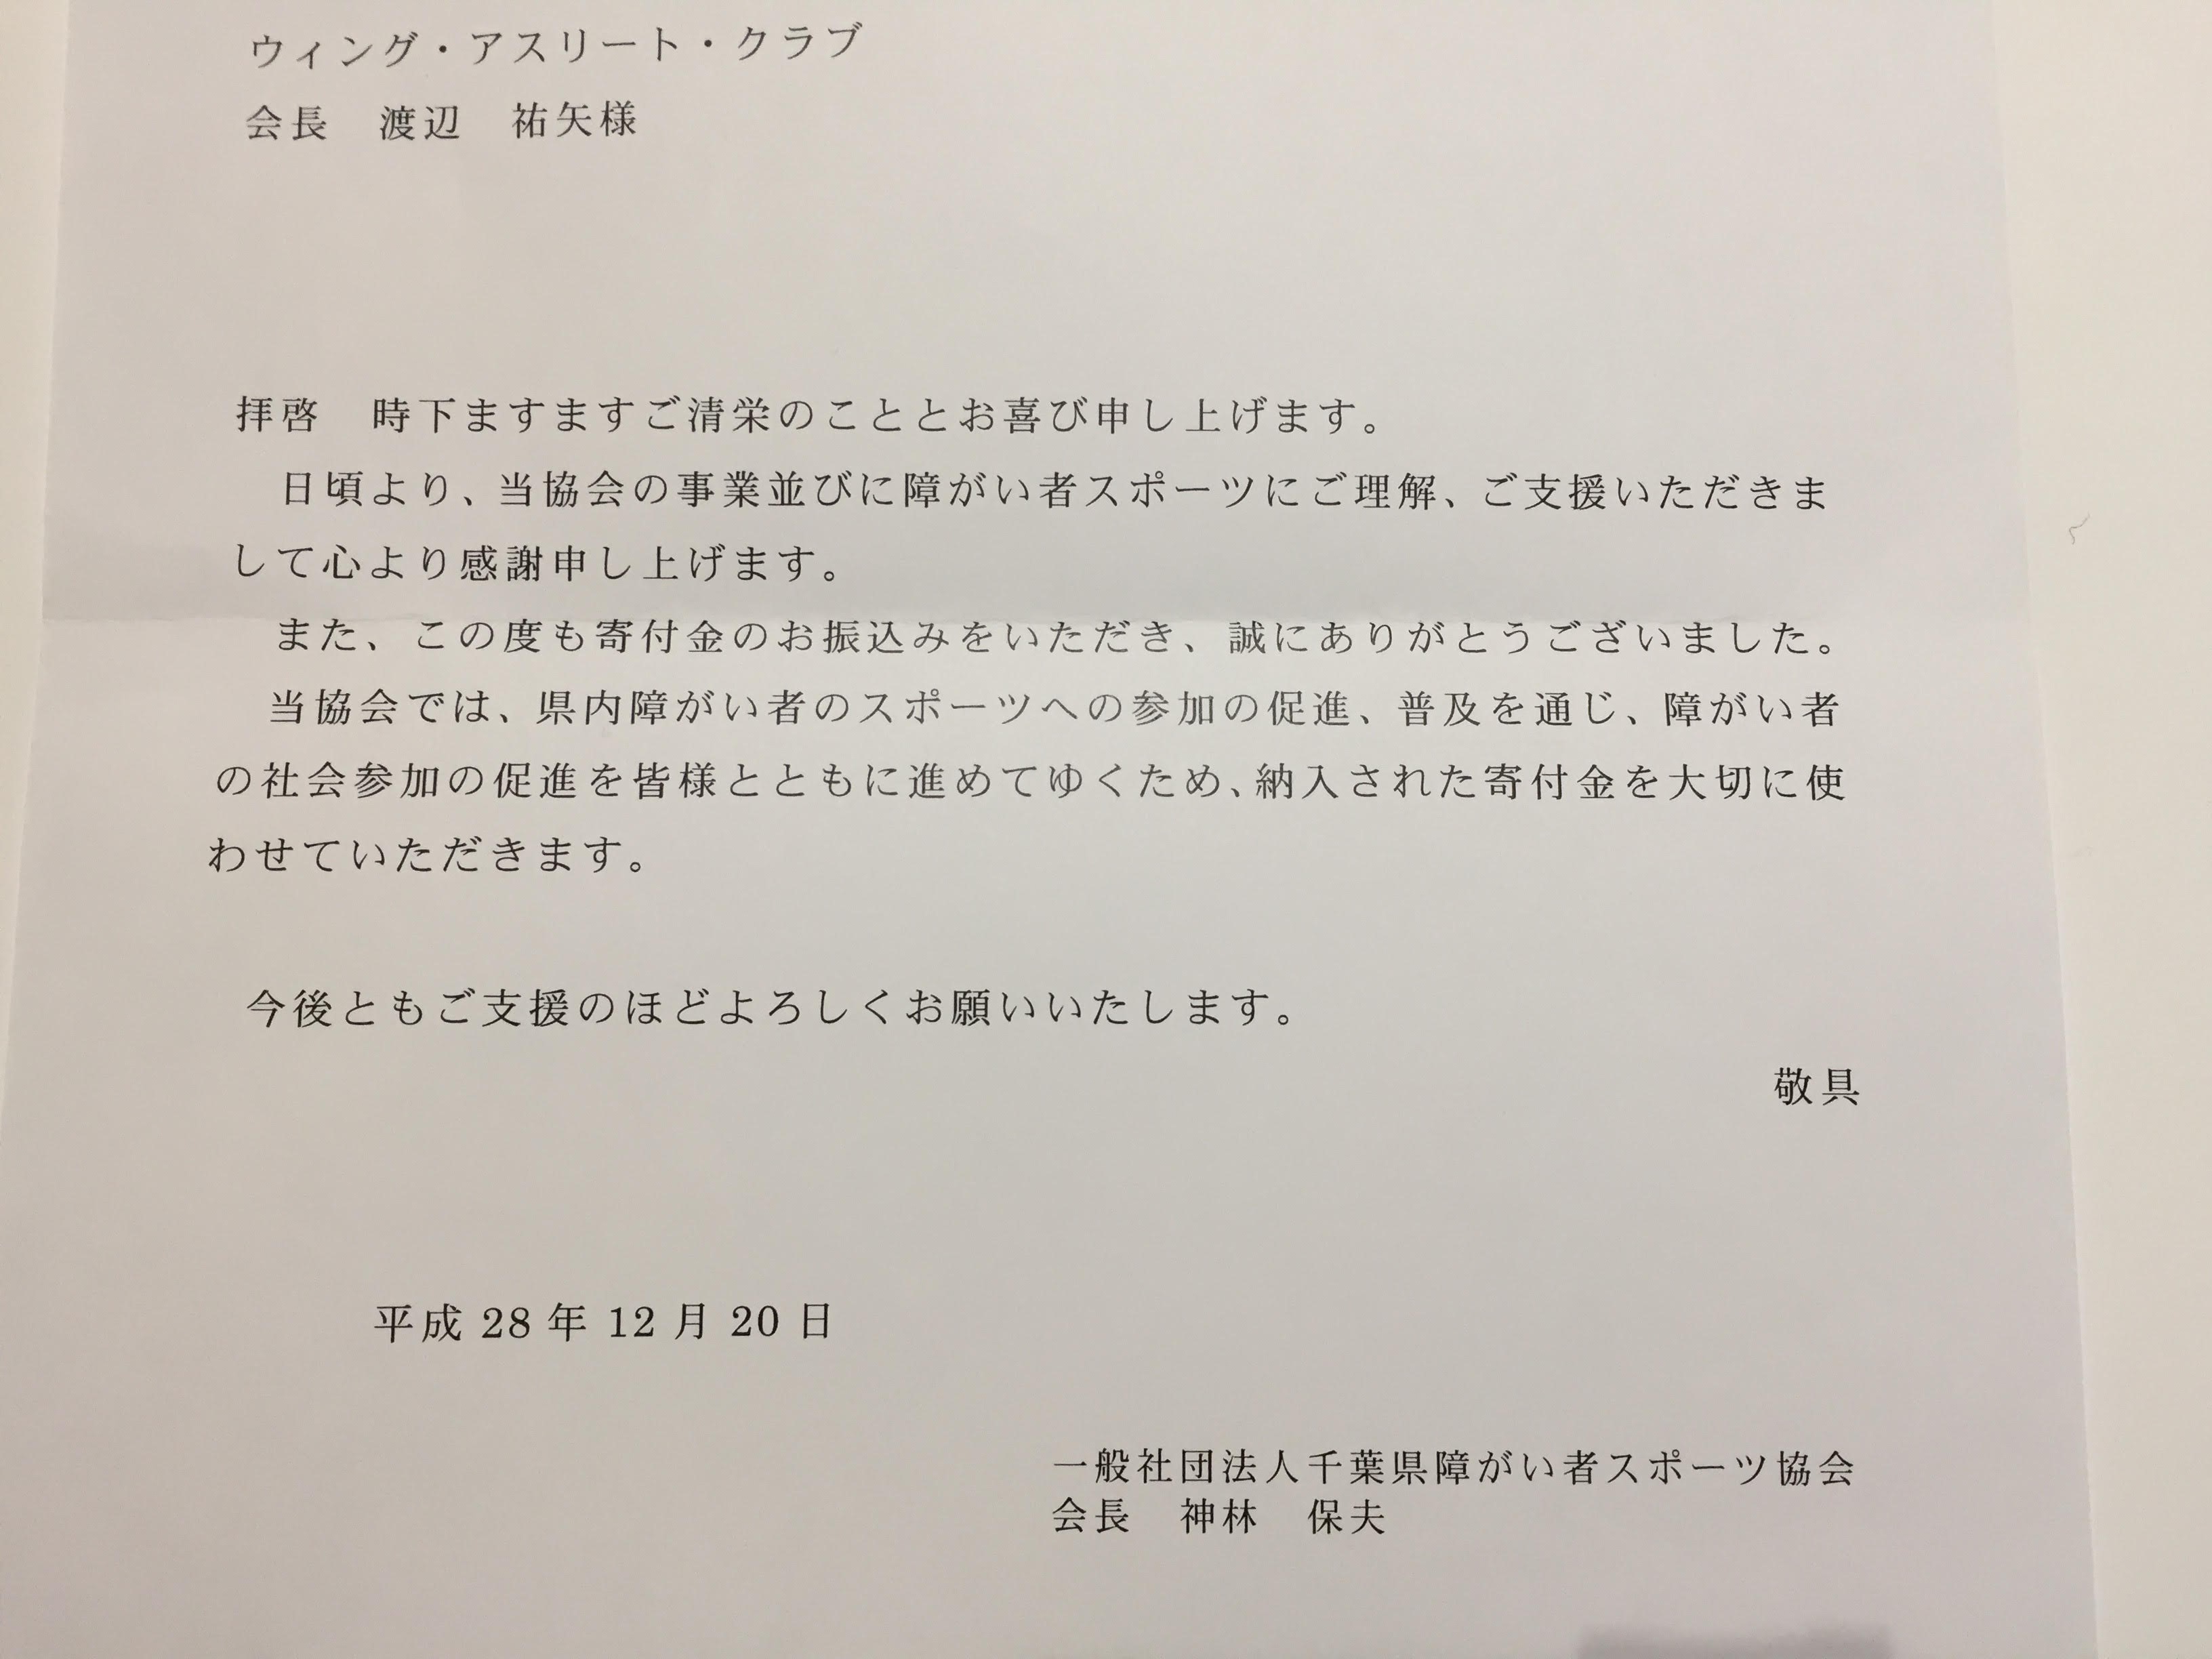 ウィング・アスリート・クラブ
会長　渡辺　祐矢様
拝啓　時下ますますご清栄のこととお喜び申し上げます。
日頃より、当協会の事業並びに障がい者スポーツにご理解、ご支援いただきま
して心より感謝申し上げます。
また、この度も寄付金のお振込みをいただき、誠にありがとうございました。
当協会では、県内障がい者のスポーツへの参加の促進、普及を通じ、障がい者
の社会参加の促進を皆様とともに進めてゆくため、納入された寄付金を大切に使
わせていただきます。
今後ともご支援のほどよろしくお願いいたします。
敬具
平成 28 年 12 月 20 日
一般社団法人千葉県障がい者スポーツ協会
会長　神林　保夫